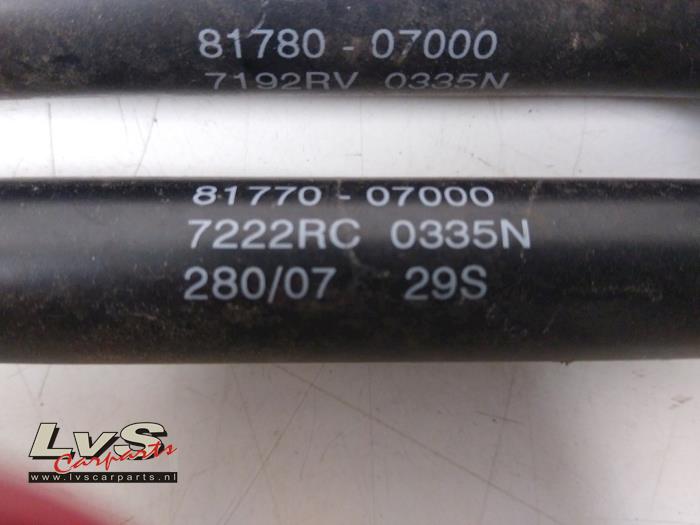 81780 - 07000
7192RV 0335N
81770 - 07000
7222RC 0335N
280/07 29S
LvS
Carparts
www.lvscarparts.nl